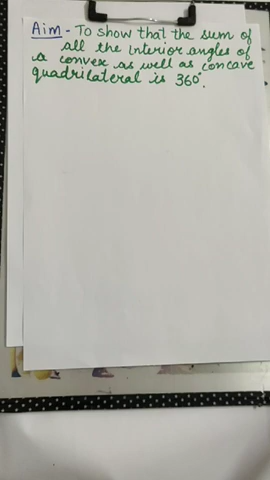 Aim - To show that the sum of
all the interior angles of
a convex as well as concave
quadrilateral is 360°.